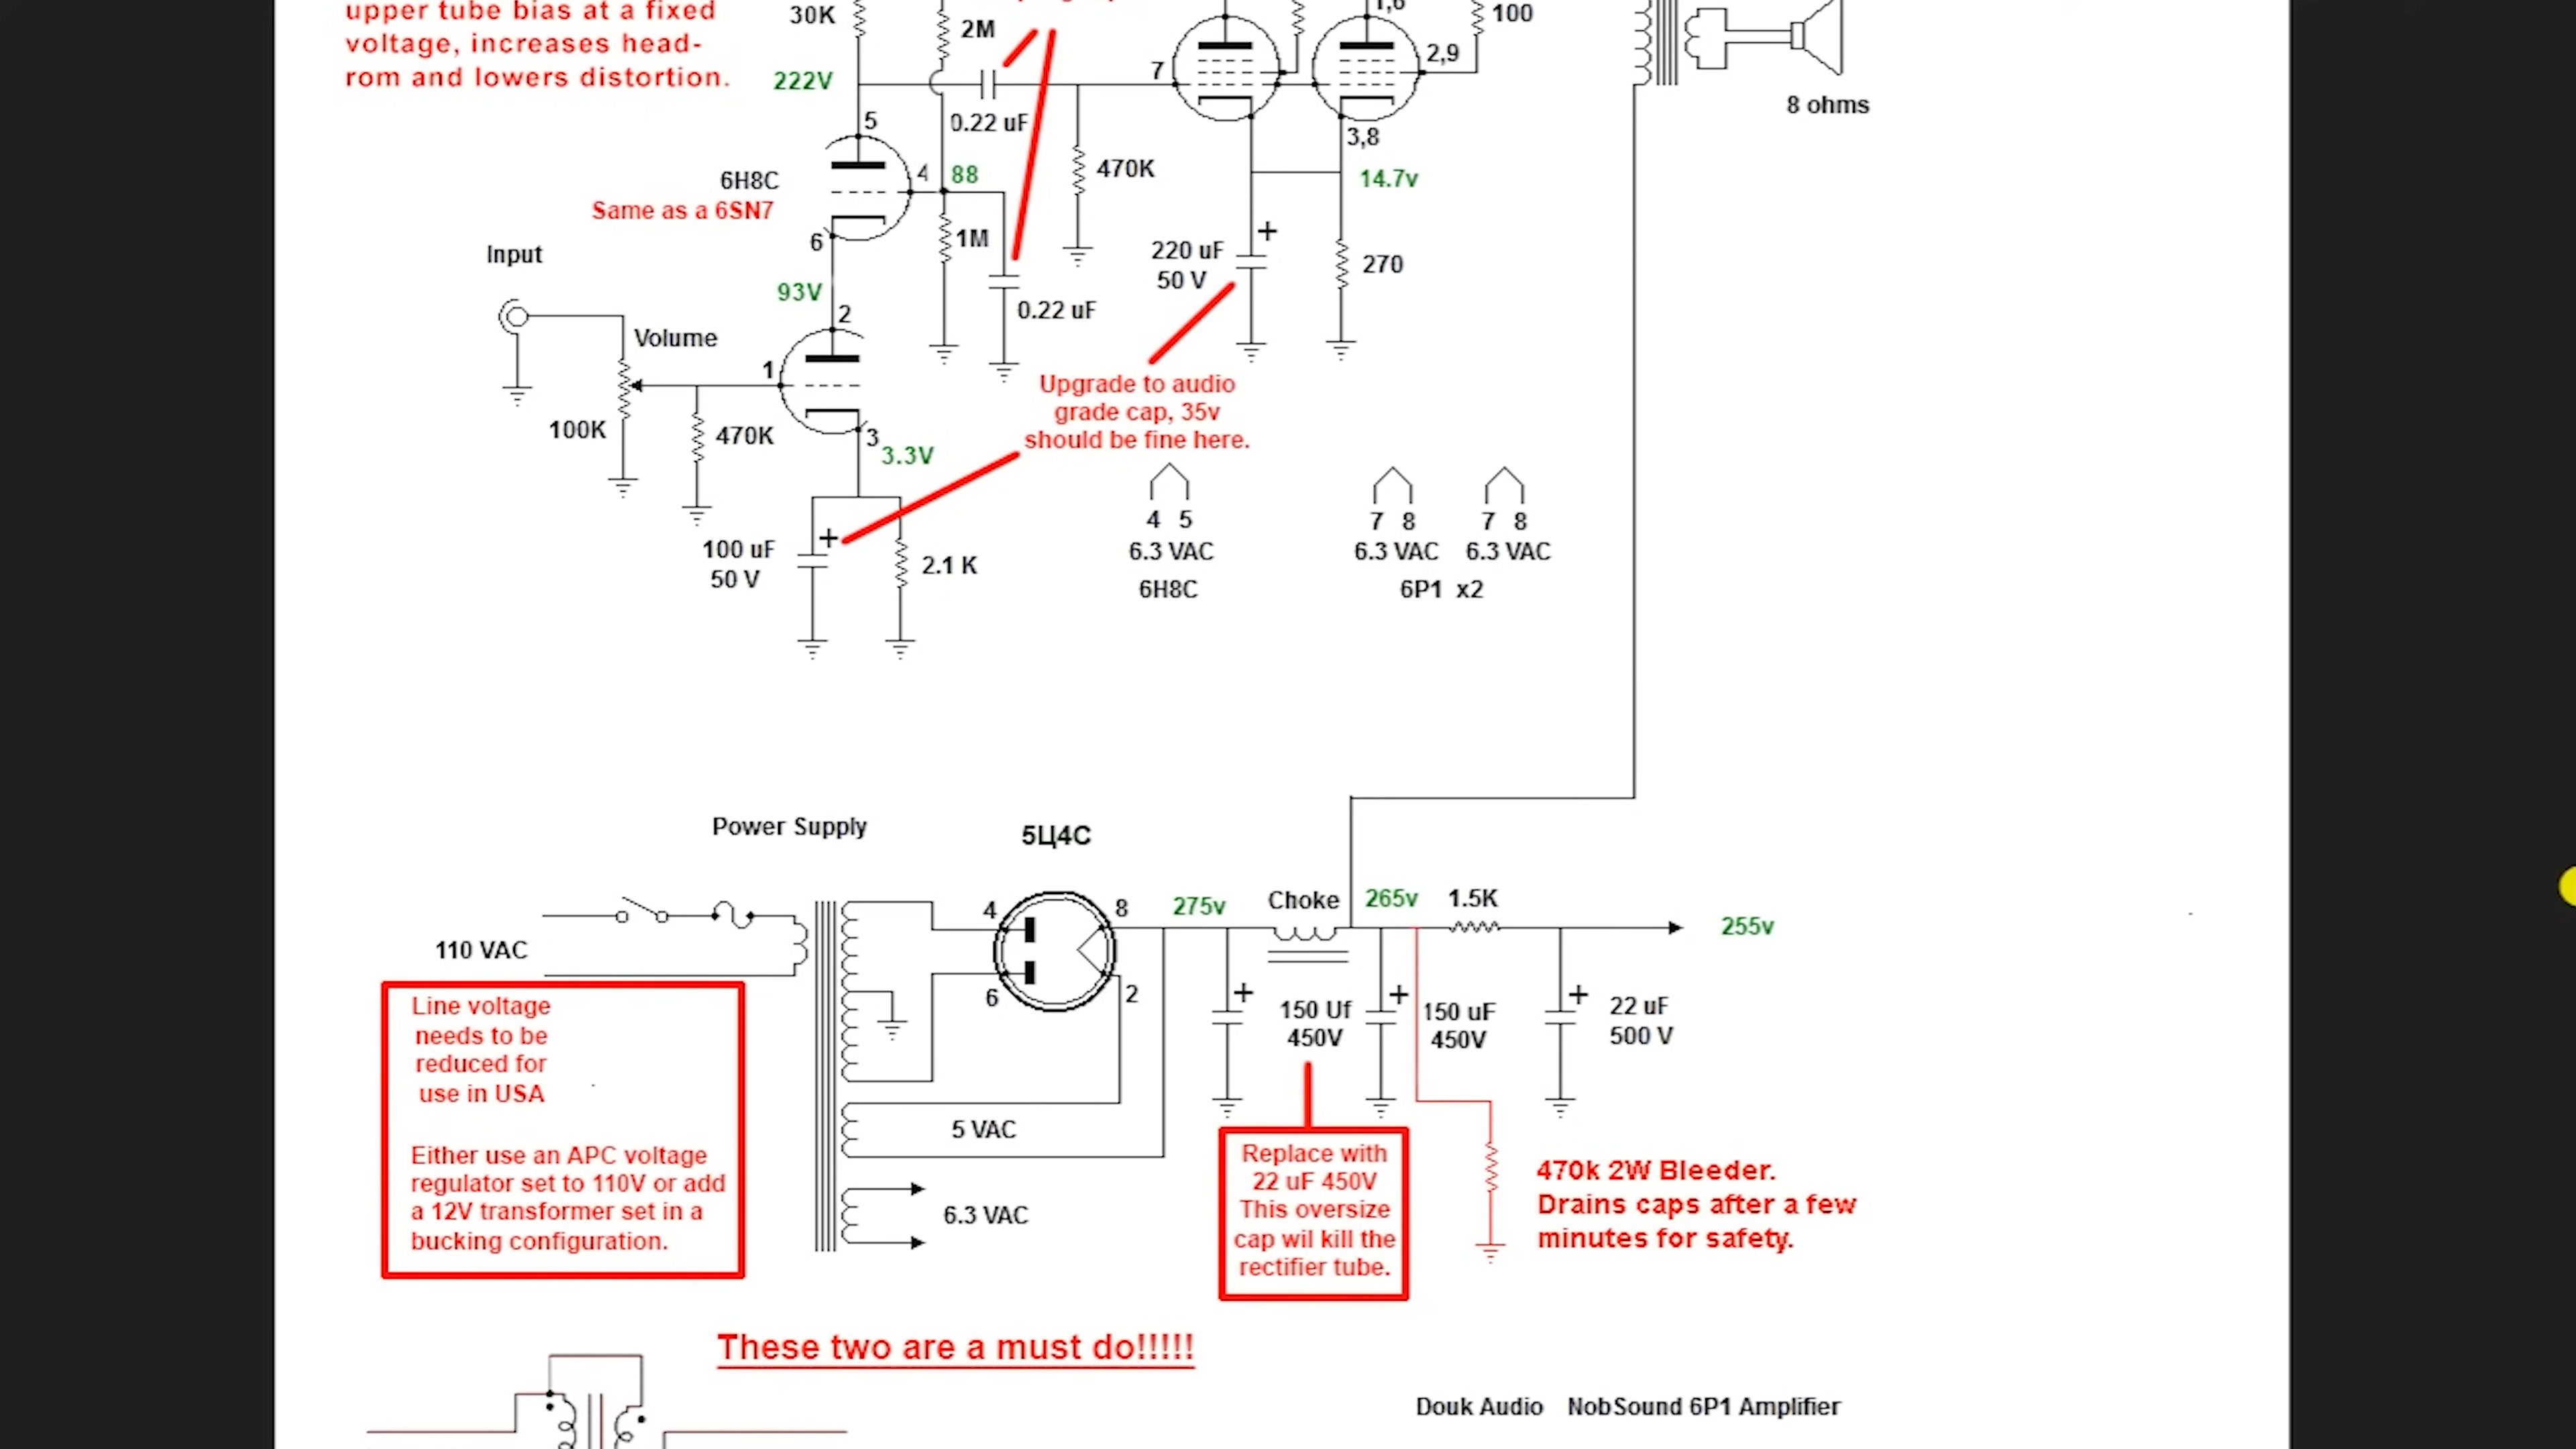 upper tube bias at a fixed
voltage, increases head-
rom and lowers distortion.
30K
2M
100
222V
7
2,9
8 ohms
5
0.22 uF
3,8
6H8C
4
88
470K
14.7v
Same as a 6SN7
6
1M
+
Input
220 uF
50 V
270
93V
2
0.22 uF
Volume
1
Upgrade to audio
grade cap, 35v
should be fine here.
100K
470K
3
3.3V
100 uF
50 V
+
2.1 K
4 5
6.3 VAC
6H8C
7 8
6.3 VAC
7 8
6.3 VAC
6P1 x2
Power Supply
5Ц4С
4
8
275v
Choke
265v
1.5K
255v
110 VAC
6
2
+
150 Uf
450V
+
150 uF
450V
+
22 uF
500 V
Line voltage
needs to be
reduced for
use in USA
Either use an APC voltage
regulator set to 110V or add
a 12V transformer set in a
bucking configuration.
5 VAC
6.3 VAC
Replace with
22 uF 450V
This oversize
cap wil kill the
rectifier tube.
470k 2W Bleeder.
Drains caps after a few
minutes for safety.
These two are a must do!!!!!
Douk Audio NobSound 6P1 Amplifier